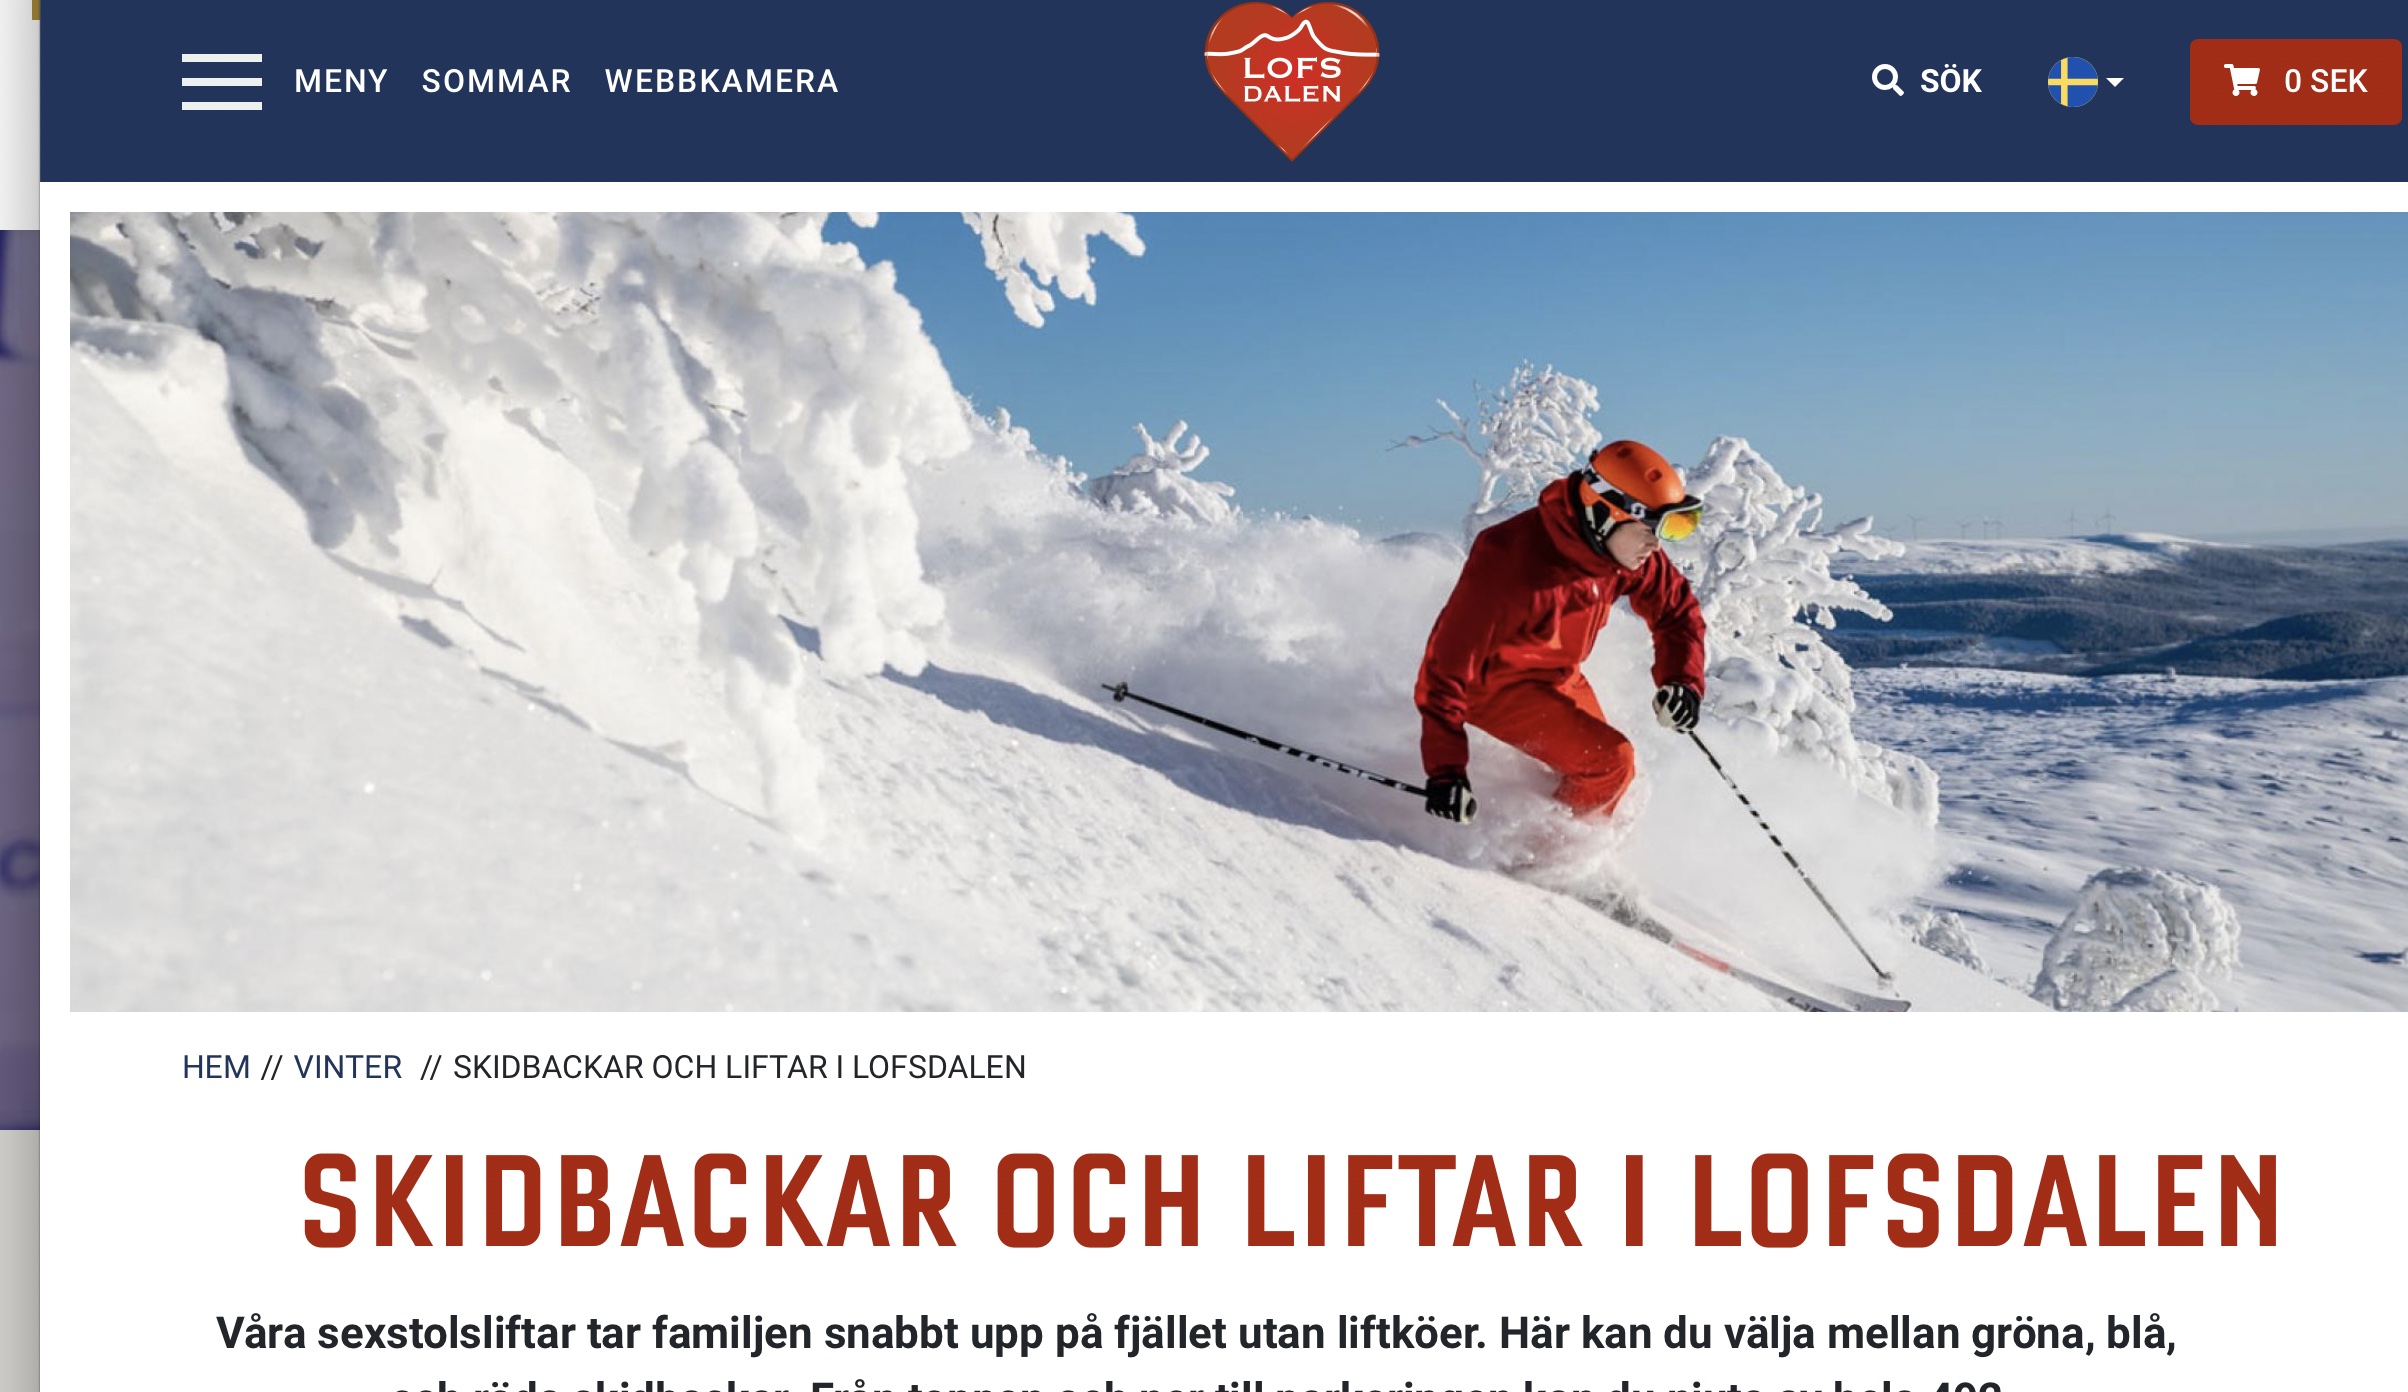 MENY SOMMAR WEBBKAMERA
LOFS
DALEN
SÖK
0 SEK
HEM // VINTER // SKIDBACKAR OCH LIFTAR I LOFSDALEN
SKIDBACKAR OCH LIFTAR I LOFSDALEN
Våra sexstolsliftar tar familjen snabbt upp på fjället utan liftköer. Här kan du välja mellan gröna, blå,